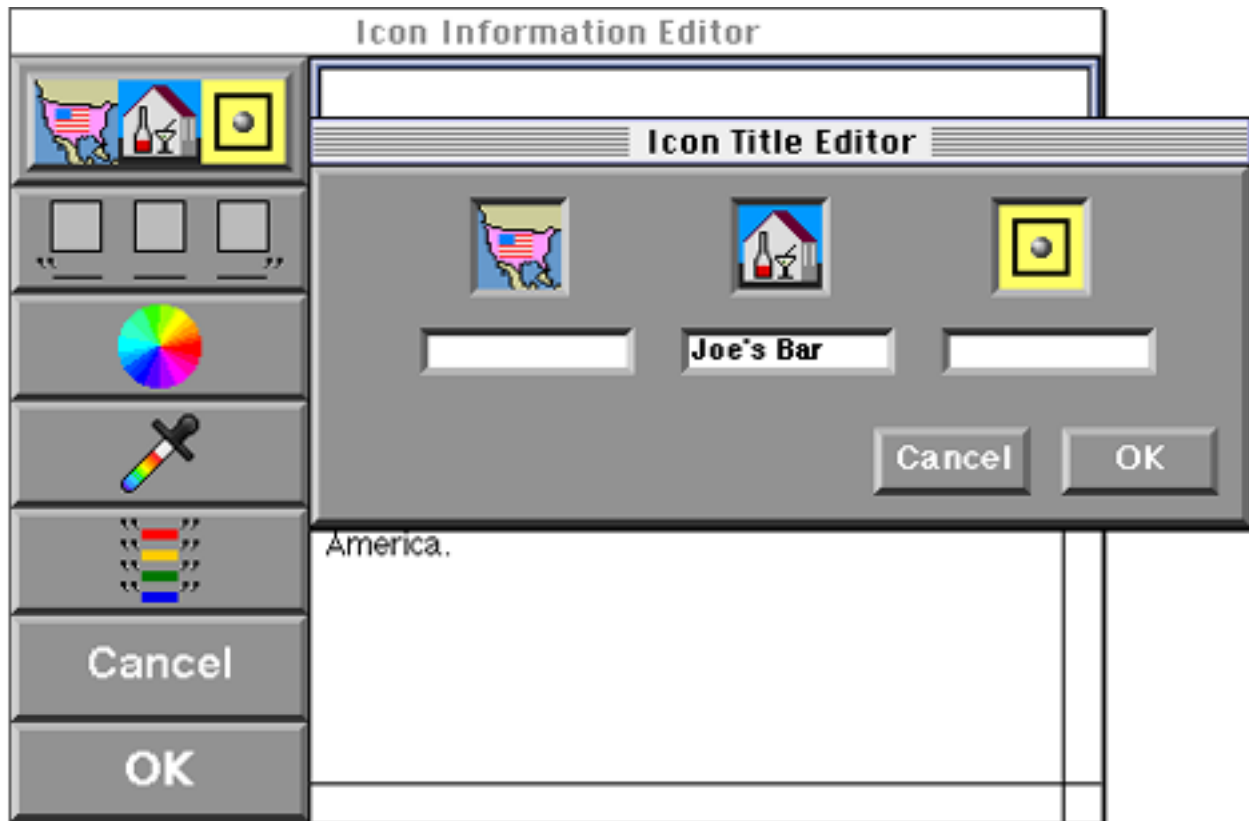 Icon Information Editor
Icon Title Editor
Joe's Bar
Cancel
OK
America.
Cancel
OK